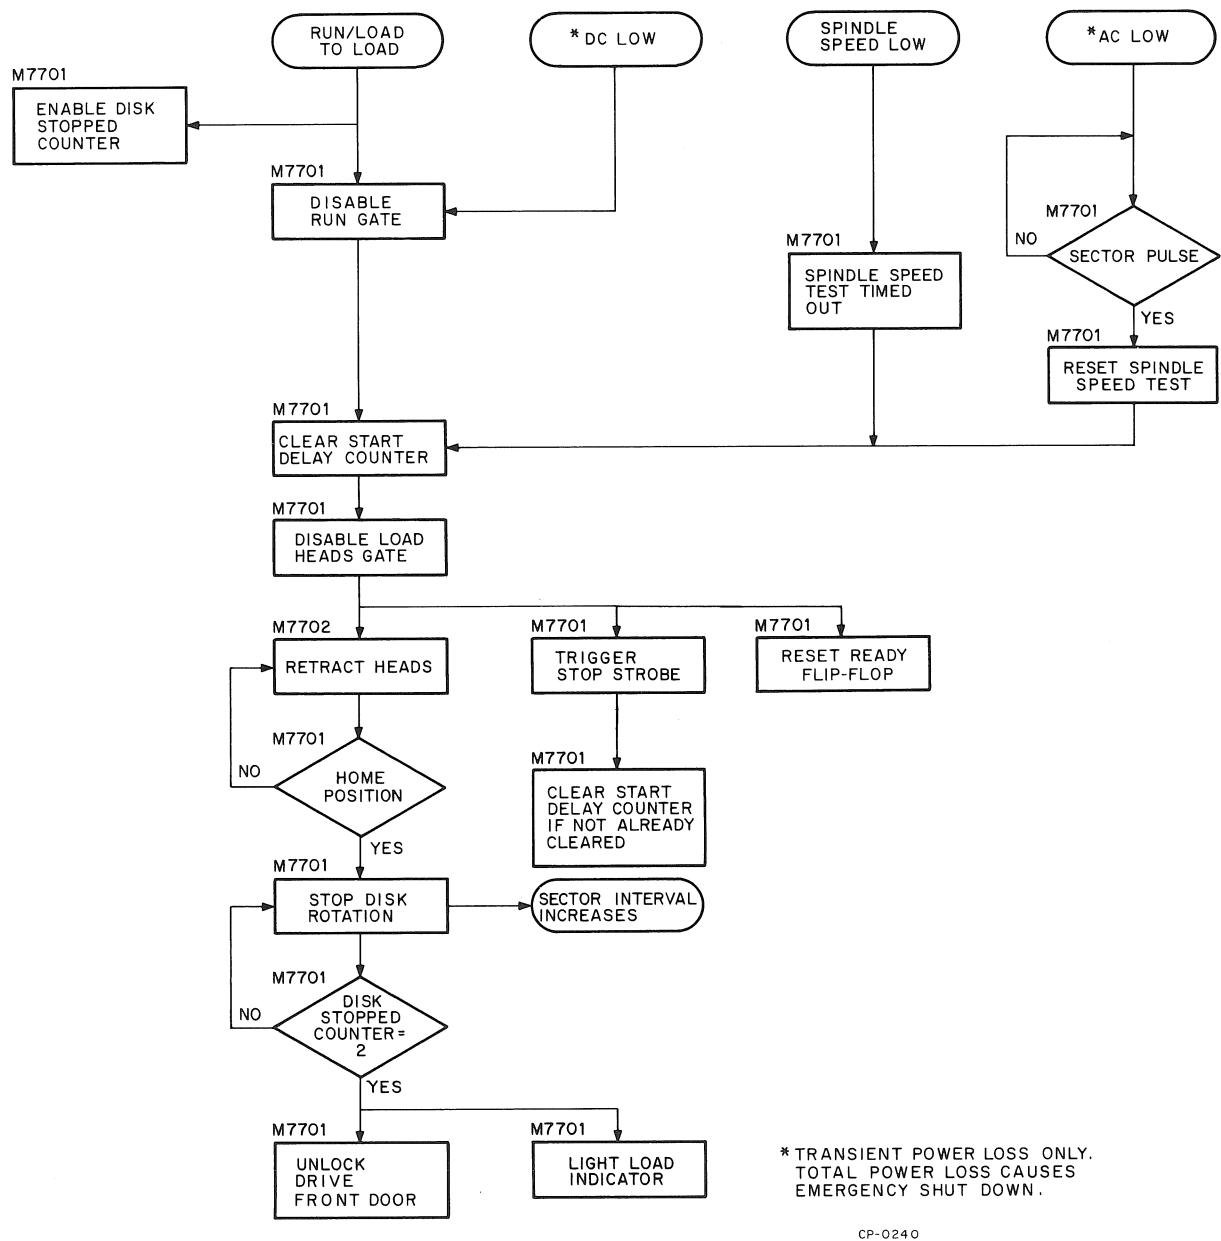 RUN/LOAD
TO LOAD
* DC LOW
SPINDLE
SPEED LOW
*AC LOW
M7701
ENABLE DISK
STOPPED
COUNTER
M7701
DISABLE
RUN GATE
M7701
SECTOR PULSE
NO
YES
M7701
SPINDLE SPEED
TEST TIMED
OUT
M7701
RESET SPINDLE
SPEED TEST
M7701
CLEAR START
DELAY COUNTER
M7701
DISABLE LOAD
HEADS GATE
M7702
RETRACT HEADS
M7701
TRIGGER
STOP STROBE
M7701
RESET READY
FLIP-FLOP
M7701
HOME
POSITION
NO
YES
M7701
CLEAR START
DELAY COUNTER
IF NOT ALREADY
CLEARED
M7701
STOP DISK
ROTATION
SECTOR INTERVAL
INCREASES
M7701
DISK
STOPPED
COUNTER=
2
NO
YES
M7701
UNLOCK
DRIVE
FRONT DOOR
M7701
LIGHT LOAD
INDICATOR
* TRANSIENT POWER LOSS ONLY.
TOTAL POWER LOSS CAUSES
EMERGENCY SHUT DOWN.
CP-0240